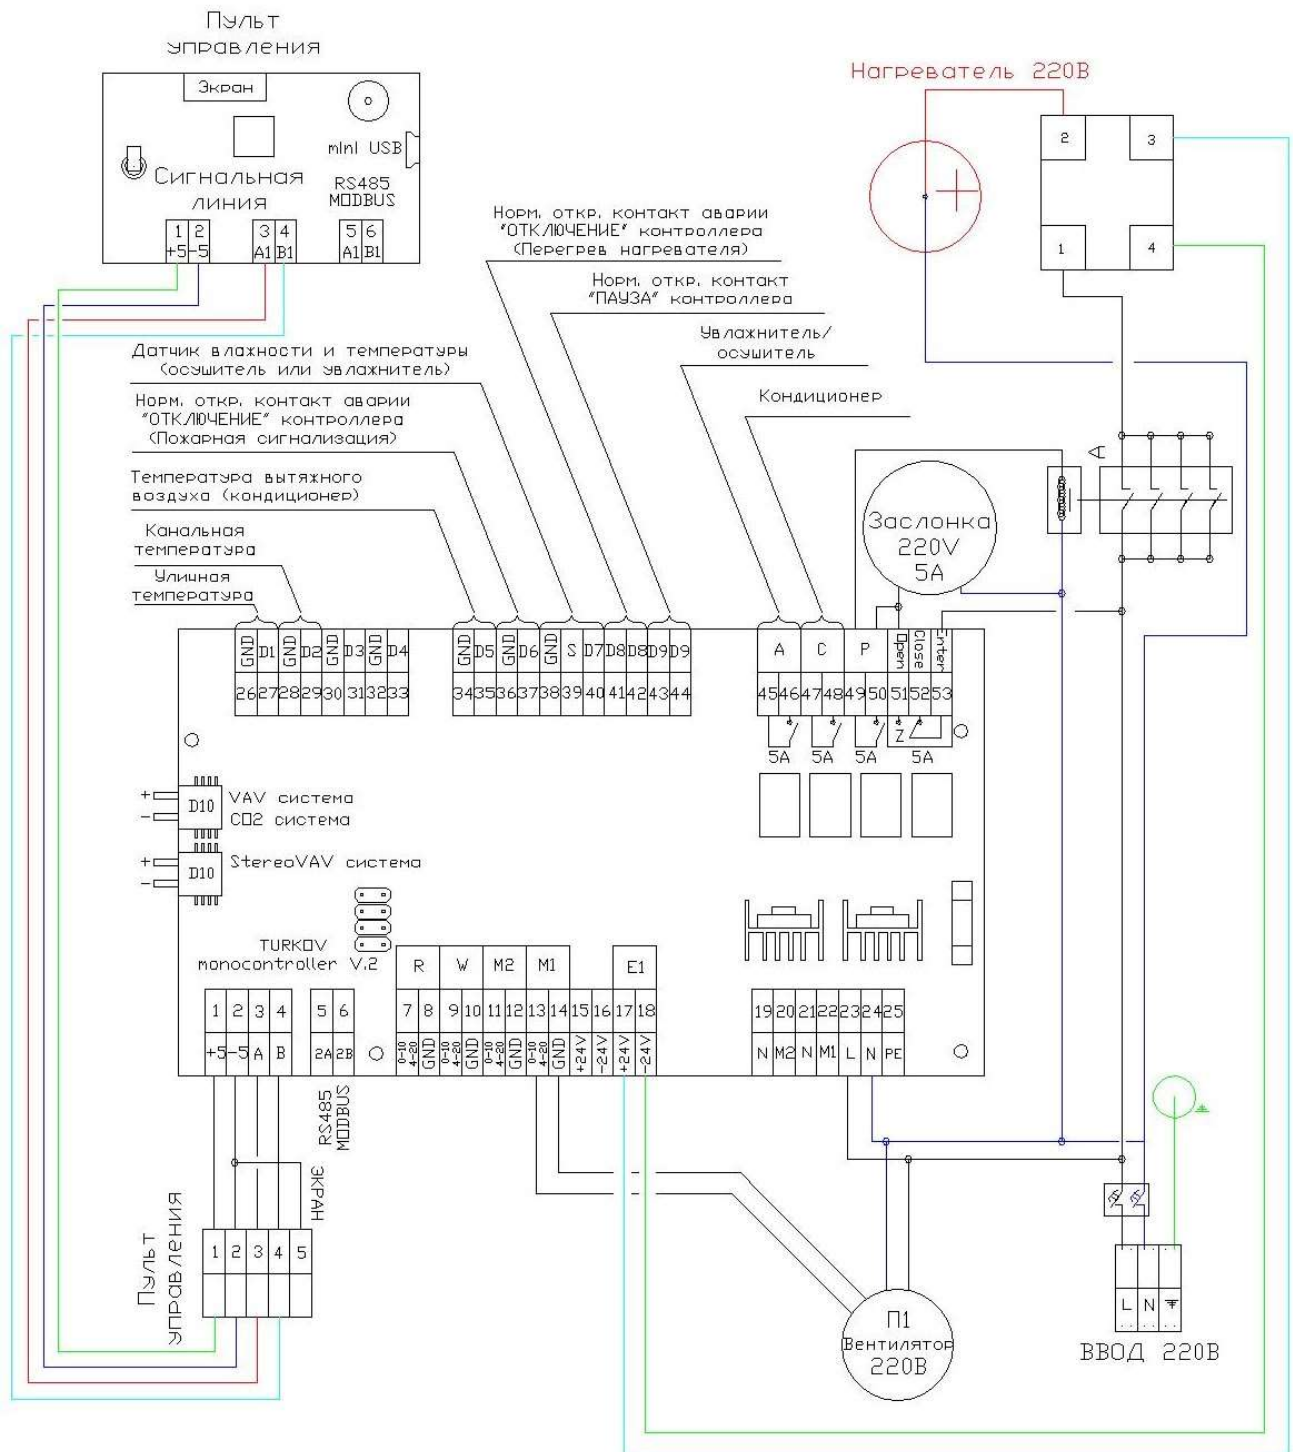 Пульт
управления
Экран
mini USB
Сигнальная
линия
RS485
MODBUS
1 2 3 4 5 6
+5 -5 A1 B1 A1 B1
Нагреватель 220В
2 3
1 4
Норм. откр. контакт аварии
"ОТКЛЮЧЕНИЕ" контроллера
(Перегрев нагревателя)
Норм. откр. контакт
"ПАУЗА" контроллера
Увлажнитель/
осушитель
Кондиционер
Датчик влажности и температуры
(осушитель или увлажнитель)
Норм. откр. контакт аварии
"ОТКЛЮЧЕНИЕ" контроллера
(Пожарная сигнализация)
Температура вытяжного
воздуха (кондиционер)
Канальная
температура
Уличная
температура
A
Заслонка
220V
5A
GND D1 GND D2 GND D3 GND D4
26 27 28 29 30 31 32 33
GND D5 GND D6 GND S D7 D8 D8 D9 D9
34 35 36 37 38 39 40 41 42 43 44
A C P Open Close Enter
45 46 47 48 49 50 51 52 53
Z
5A 5A 5A 5A
+ D10 VAV система
- CO2 система
+ D10 StereoVAV система
-
TURKOV
monocontroller V.2
R W M2 M1 E1
1 2 3 4 5 6
+5 -5 A B 2A 2B
7 8 9 10 11 12 13 14 15 16 17 18
0-10 4-20 GND 0-10 4-20 GND 0-10 4-20 GND 0-10 4-20 GND +24V -24V +24V -24V
19 20 21 22 23 24 25
N M2 N M1 L N PE
RS485
MODBUS
ЭКРАН
Пульт
управления
1 2 3 4 5
П1
Вентилятор
220В
L N
ВВОД 220В